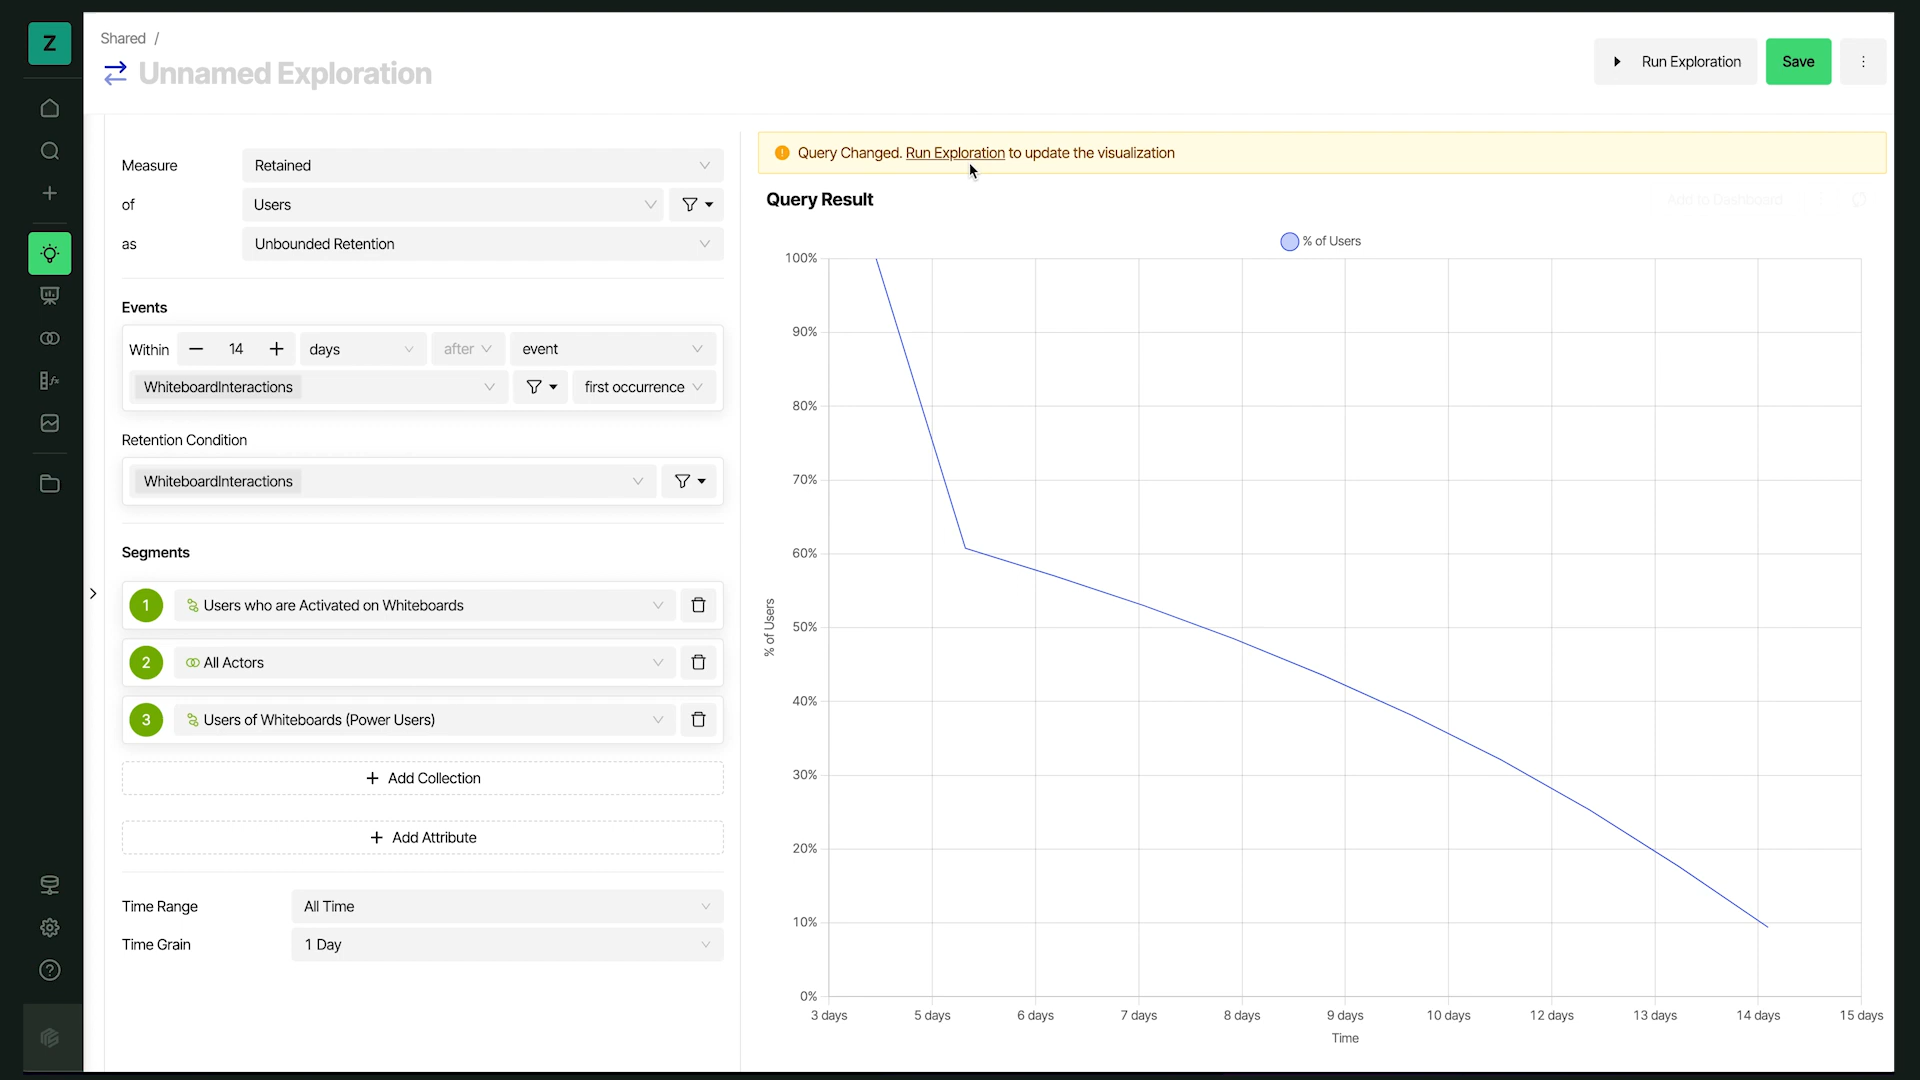 Z
Shared /
Unnamed Exploration
Run Exploration
Save
Measure
Retained
of
Users
as
Unbounded Retention
Events
Within
14
days
after
event
WhiteboardInteractions
first occurrence
Retention Condition
WhiteboardInteractions
Segments
1
Users who are Activated on Whiteboards
2
All Actors
3
Users of Whiteboards (Power Users)
+ Add Collection
+ Add Attribute
Time Range
All Time
Time Grain
1 Day
Query Changed. Run Exploration to update the visualization
Query Result
Add to Dashboard
% of Users
100%
90%
80%
70%
60%
50%
40%
30%
20%
10%
0%
% of Users
3 days
5 days
6 days
7 days
8 days
9 days
10 days
12 days
13 days
14 days
15 days
Time